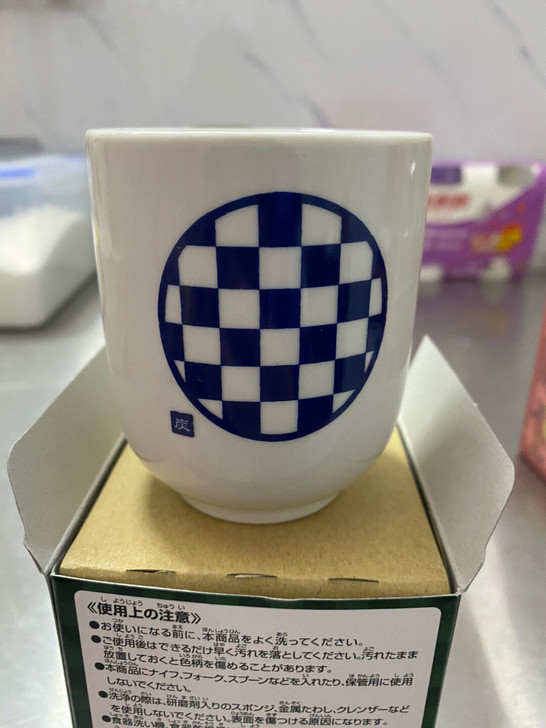 炭
《使用上の注意》
●お使いになる前に、本商品をよく洗ってください。
●ご使用後はできるだけ早く汚れを落としてください。汚れたまま
放置しておくと色柄を傷めることがあります。
●本商品にナイフ、フォーク、スプーンなどを入れたり、保管用に使用
しないでください。
●洗浄の際は、研磨剤入りのスポンジ、金属たわし、クレンザーなど
を使用しないでください。表面を傷つける原因になります。
●食器洗い